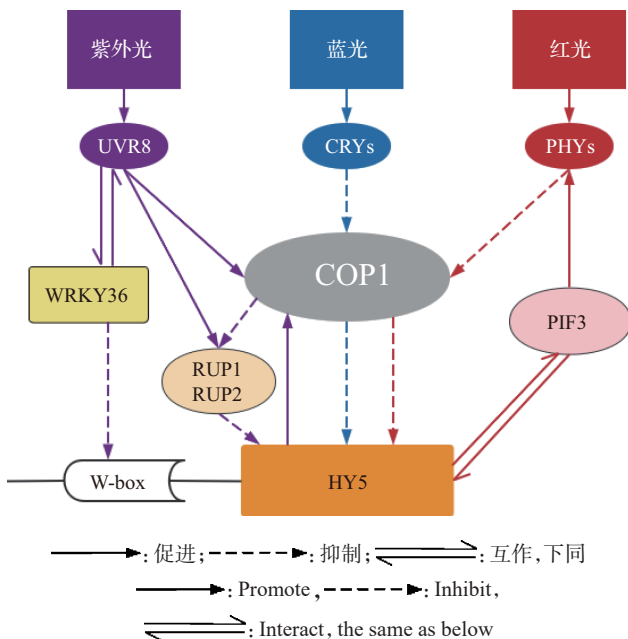 紫外光 蓝光 红光
UVR8 CRYs PHYs
COP1
WRKY36
PIF3
RUP1
RUP2
W-box HY5
:促进; :抑制; :互作,下同
:Promote, :Inhibit,
:Interact, the same as below